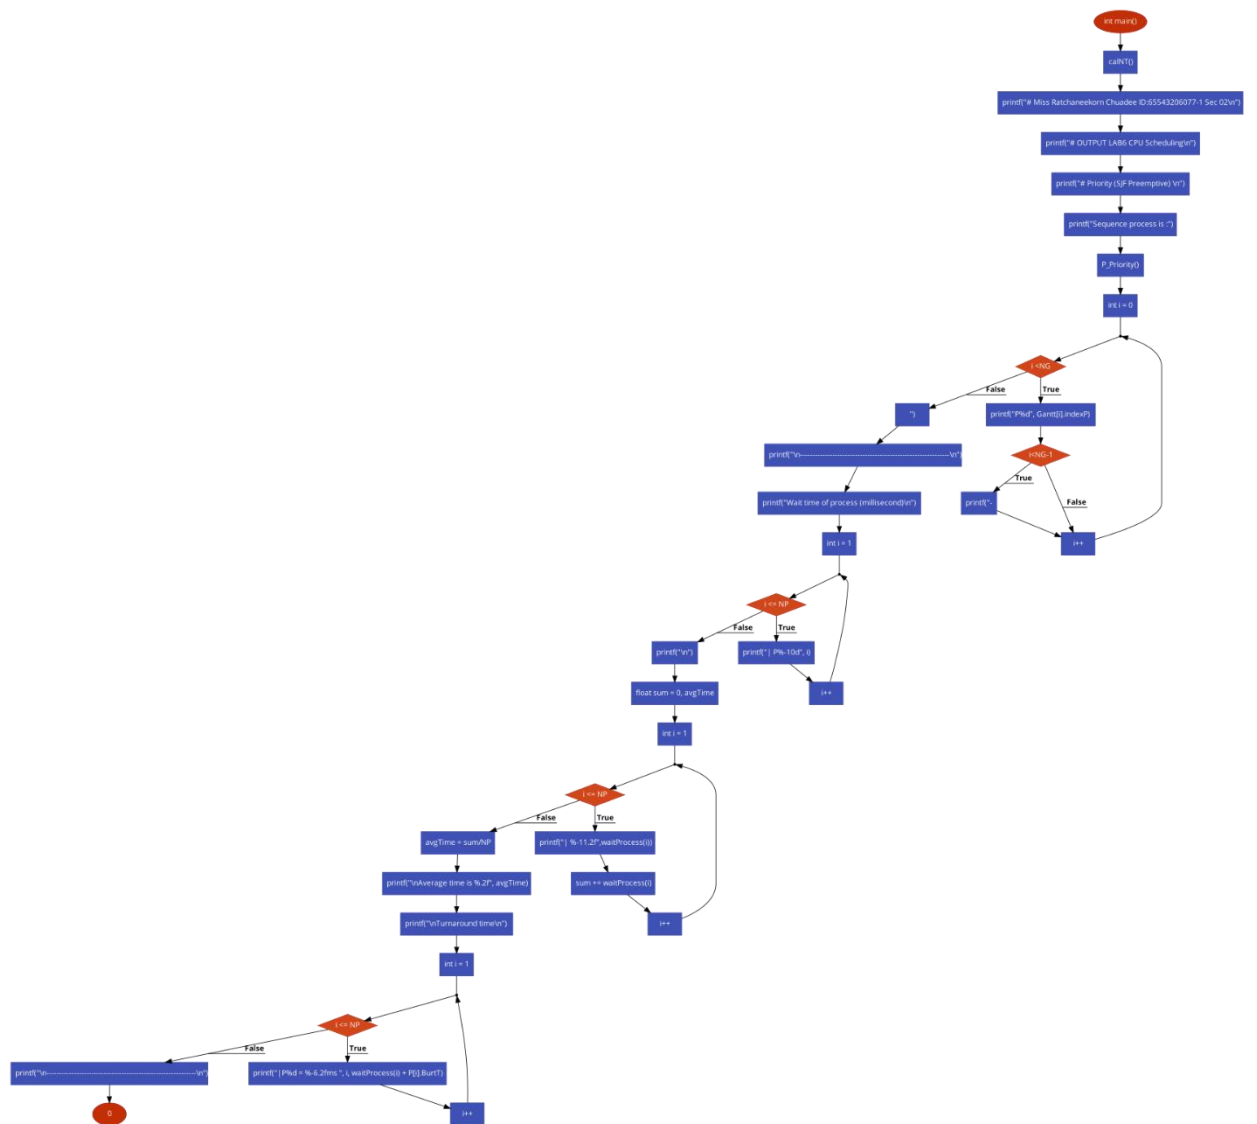 int main()
calNT()
printf("# Miss Ratchaneekorn Chuadee ID:65543206077-1 Sec 02\n")
printf("# OUTPUT LAB6 CPU Scheduling\n")
printf("# Priority (SJF Preemptive) \n")
printf("Sequence process is :")
P_Priority()
int i = 0
i <NG
False
True
")
printf("P%d", Gantt[i].indexP)
printf("\n---------------------------------------------------------------\n")
i<NG-1
True
False
printf("-
i++
printf("Wait time of process (millisecond)\n")
int i = 1
i <= NP
False
True
printf("\n")
printf("| P%-10d", i)
i++
float sum = 0, avgTime
int i = 1
i <= NP
False
True
avgTime = sum/NP
printf("| %-11.2f",waitProcess(i))
printf("\nAverage time is %.2f", avgTime)
sum += waitProcess(i)
printf("\nTurnaround time\n")
i++
int i = 1
i <= NP
False
True
printf("\n---------------------------------------------------------------\n")
printf("|P%d = %-6.2fms ", i, waitProcess(i) + P[i].BurtT)
i++
0